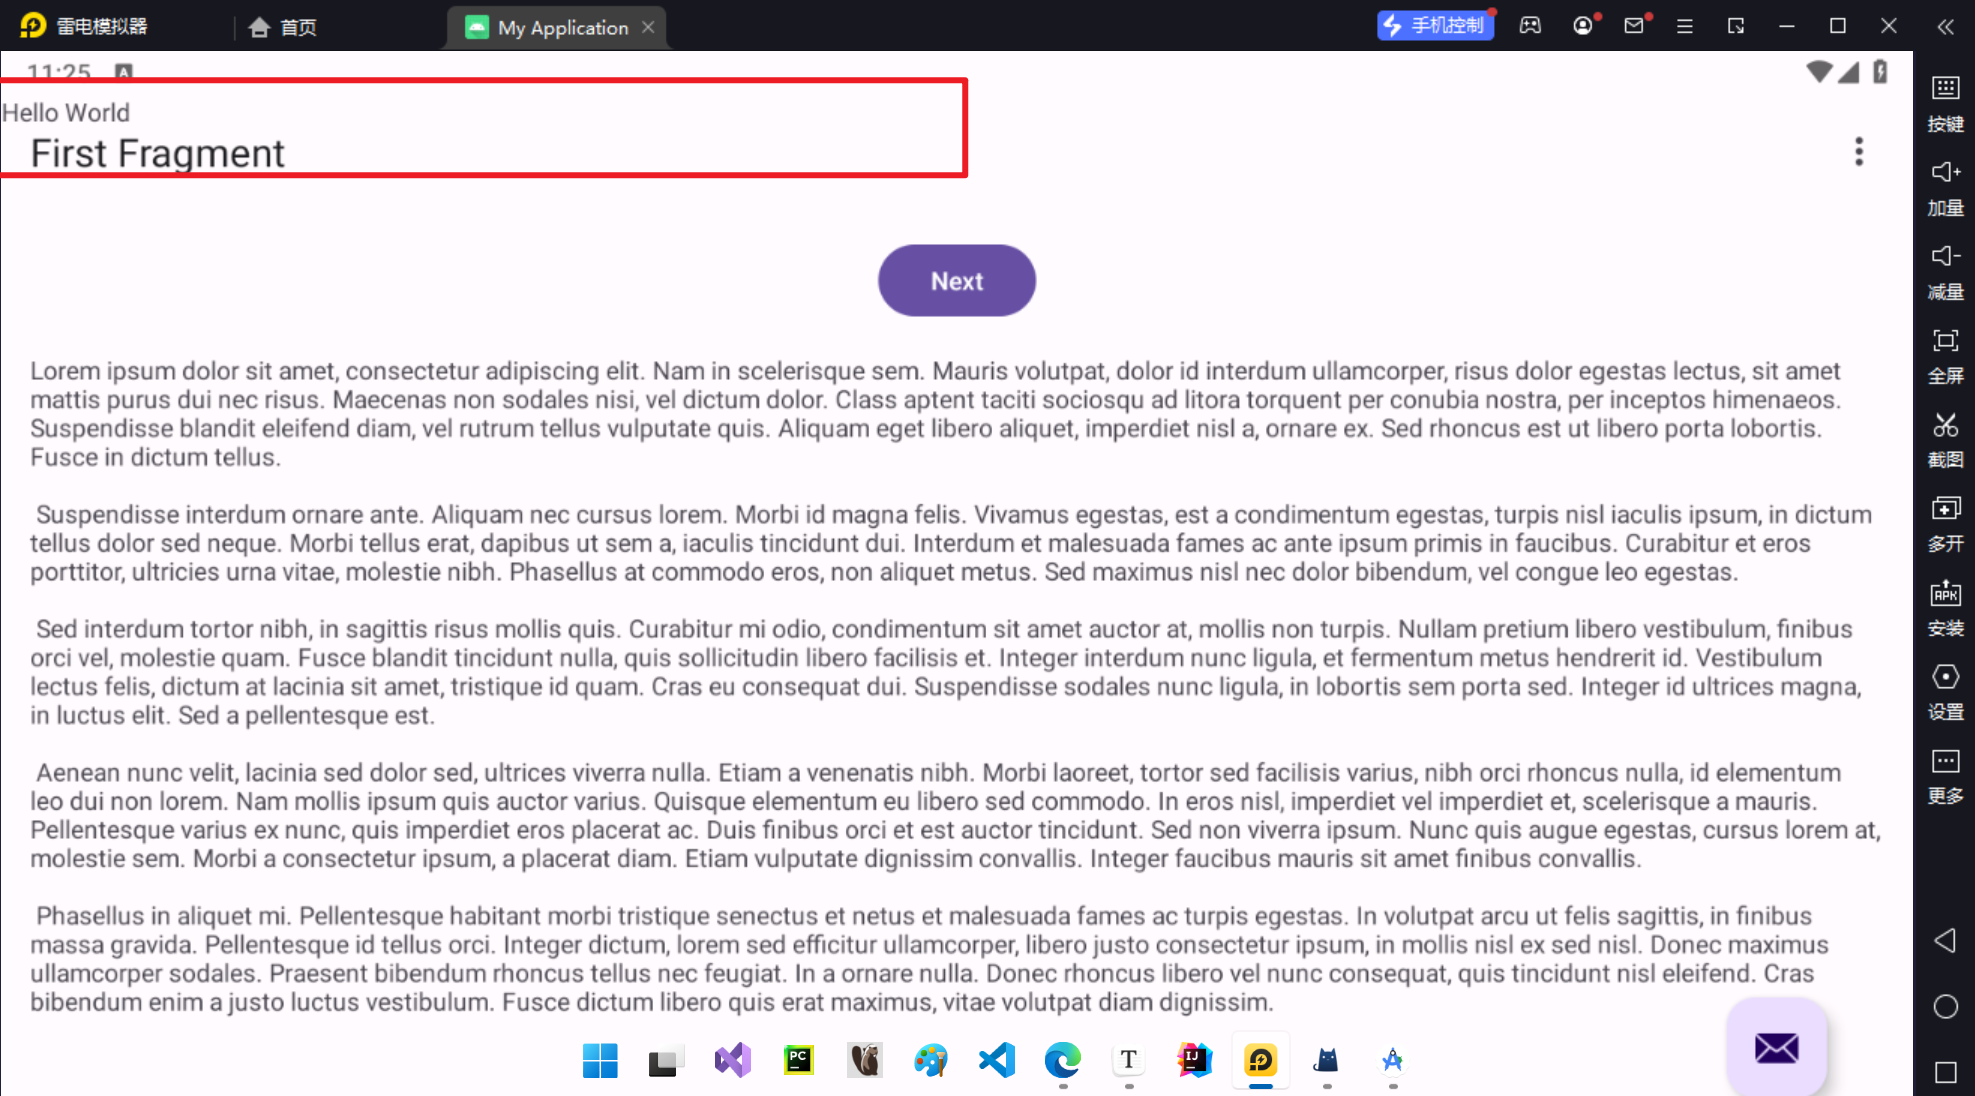 雷电模拟器
首页
My Application
手机控制
11:25
A
Hello World
First Fragment
Next
Lorem ipsum dolor sit amet, consectetur adipiscing elit. Nam in scelerisque sem. Mauris volutpat, dolor id interdum ullamcorper, risus dolor egestas lectus, sit amet
mattis purus dui nec risus. Maecenas non sodales nisi, vel dictum dolor. Class aptent taciti sociosqu ad litora torquent per conubia nostra, per inceptos himenaeos.
Suspendisse blandit eleifend diam, vel rutrum tellus vulputate quis. Aliquam eget libero aliquet, imperdiet nisl a, ornare ex. Sed rhoncus est ut libero porta lobortis.
Fusce in dictum tellus.
Suspendisse interdum ornare ante. Aliquam nec cursus lorem. Morbi id magna felis. Vivamus egestas, est a condimentum egestas, turpis nisl iaculis ipsum, in dictum
tellus dolor sed neque. Morbi tellus erat, dapibus ut sem a, iaculis tincidunt dui. Interdum et malesuada fames ac ante ipsum primis in faucibus. Curabitur et eros
porttitor, ultricies urna vitae, molestie nibh. Phasellus at commodo eros, non aliquet metus. Sed maximus nisl nec dolor bibendum, vel congue leo egestas.
Sed interdum tortor nibh, in sagittis risus mollis quis. Curabitur mi odio, condimentum sit amet auctor at, mollis non turpis. Nullam pretium libero vestibulum, finibus
orci vel, molestie quam. Fusce blandit tincidunt nulla, quis sollicitudin libero facilisis et. Integer interdum nunc ligula, et fermentum metus hendrerit id. Vestibulum
lectus felis, dictum at lacinia sit amet, tristique id quam. Cras eu consequat dui. Suspendisse sodales nunc ligula, in lobortis sem porta sed. Integer id ultrices magna,
in luctus elit. Sed a pellentesque est.
Aenean nunc velit, lacinia sed dolor sed, ultrices viverra nulla. Etiam a venenatis nibh. Morbi laoreet, tortor sed facilisis varius, nibh orci rhoncus nulla, id elementum
leo dui non lorem. Nam mollis ipsum quis auctor varius. Quisque elementum eu libero sed commodo. In eros nisl, imperdiet vel imperdiet et, scelerisque a mauris.
Pellentesque varius ex nunc, quis imperdiet eros placerat ac. Duis finibus orci et est auctor tincidunt. Sed non viverra ipsum. Nunc quis augue egestas, cursus lorem at,
molestie sem. Morbi a consectetur ipsum, a placerat diam. Etiam vulputate dignissim convallis. Integer faucibus mauris sit amet finibus convallis.
Phasellus in aliquet mi. Pellentesque habitant morbi tristique senectus et netus et malesuada fames ac turpis egestas. In volutpat arcu ut felis sagittis, in finibus
massa gravida. Pellentesque id tellus orci. Integer dictum, lorem sed efficitur ullamcorper, libero justo consectetur ipsum, in mollis nisl ex sed nisl. Donec maximus
ullamcorper sodales. Praesent bibendum rhoncus tellus nec feugiat. In a ornare nulla. Donec rhoncus libero vel nunc consequat, quis tincidunt nisl eleifend. Cras
bibendum enim a justo luctus vestibulum. Fusce dictum libero quis erat maximus, vitae volutpat diam dignissim.
按键
加量
减量
全屏
截图
多开
APK
安装
设置
更多
PC
T
IJ